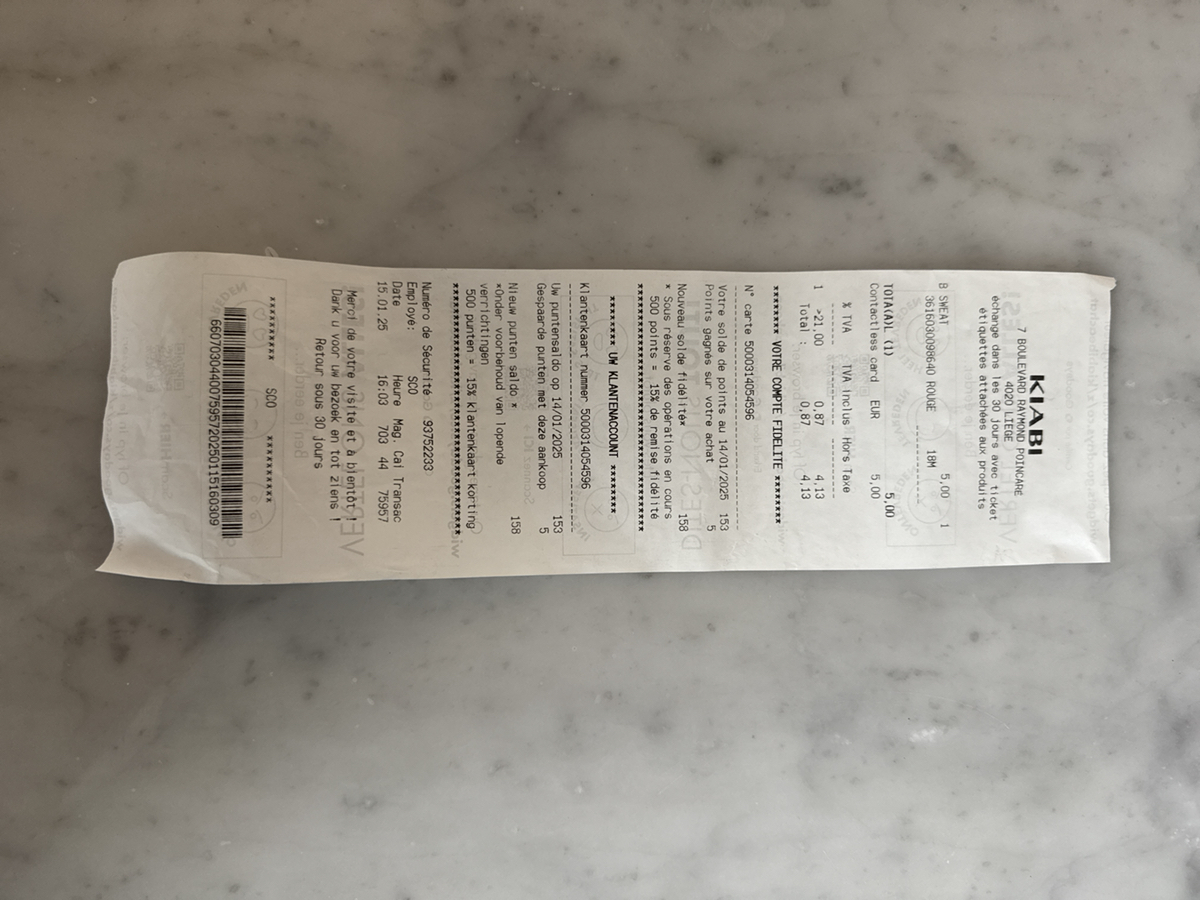 KIABI
7 BOULEVARD RAYMOND POINCARE
4020 LIEGE
échange dans les 30 jours avec ticket
étiquettes attachées aux produits
B SWEAT 5,00 1
3616030098640 ROUGE 18M
----------------
TOTA(A)L (1) 5,00
Contactless card EUR 5,00
% TVA TVA Inclus Hors Taxe
1 >21,00 0,87 4,13
Total : 0,87 4,13
******* VOTRE COMPTE FIDELITE *******
N° carte 5000314054596
Votre solde de points au 14/01/2025 153
Points gagnés sur votre achat 5
Nouveau solde fidélité* 158
* Sous réserve des opérations en cours
500 points = 15% de remise fidélité
******** UW KLANTENACCOUNT *******
Klantenkaart nummer 5000314054596
Uw puntensaldo op 14/01/2025 153
Gespaarde punten met deze aankoop 5
Nieuw punten saldo * 158
*Onder voorbehoud van lopende
verrichtingen
500 punten = 15% klantenkaart korting
Numéro de Sécurité : 93752233
Employé: SCO
Date Heure Mag. Cai Transac
15.01.25 16:03 703 44 75957
Merci de votre visite et à bientôt !
Dank u voor uw bezoek en tot ziens !
Retour sous 30 jours
********** SCO **********
66070304400759572025011516​0309